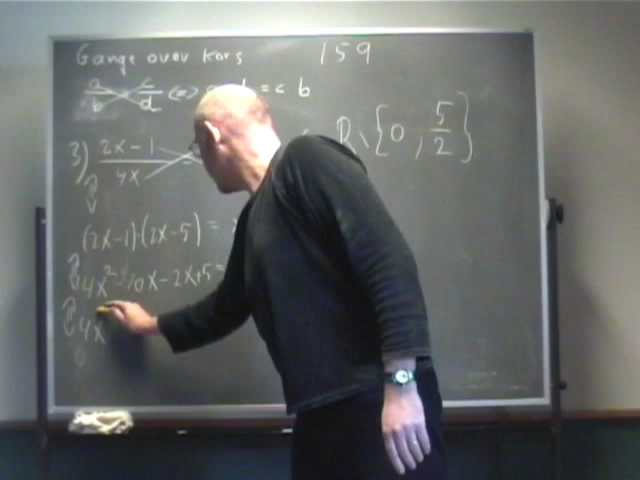 Gange over kors 159
a/b c/d <=> = c b
3) (2x-1)/4x R\{0, 5/2}
(2x-1)·(2x-5) =
4x²-10x-2x+5=
4x